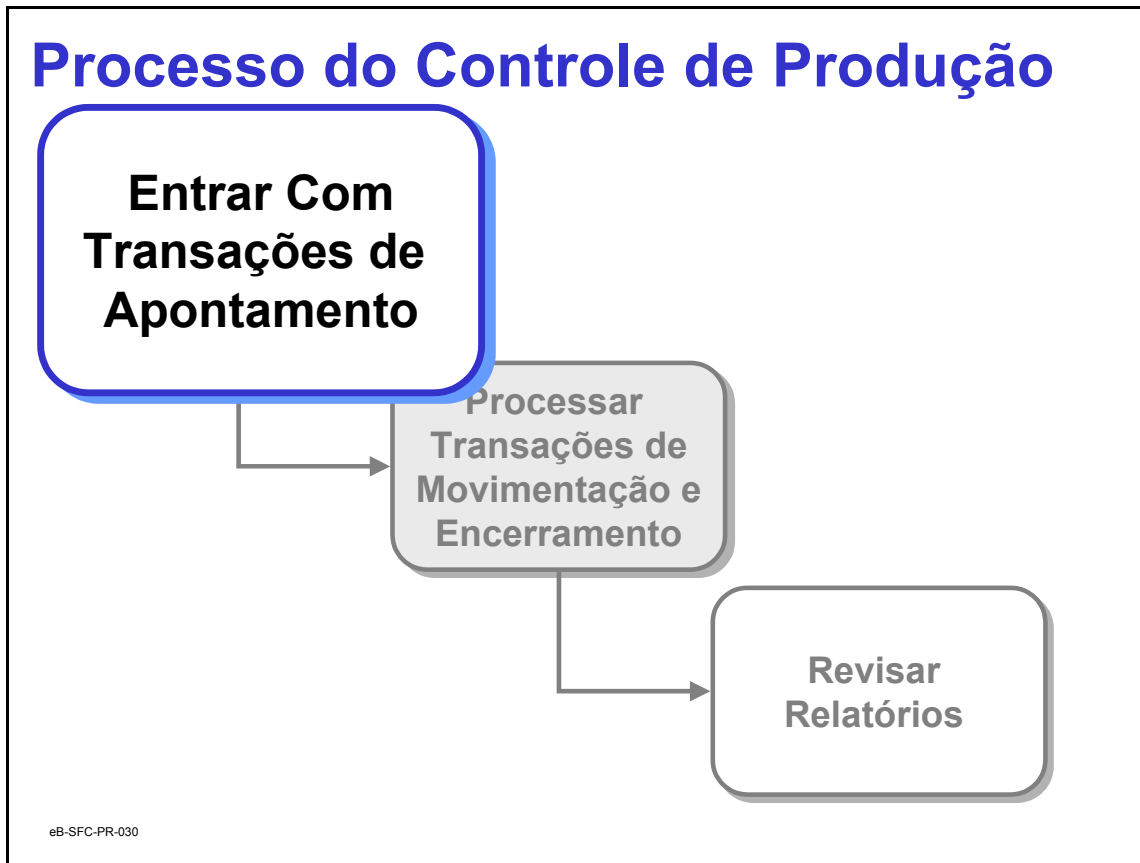 Processo do Controle de Produção
Entrar Com
Transações de
Apontamento
Processar
Transações de
Movimentação e
Encerramento
Revisar
Relatórios
eB-SFC-PR-030